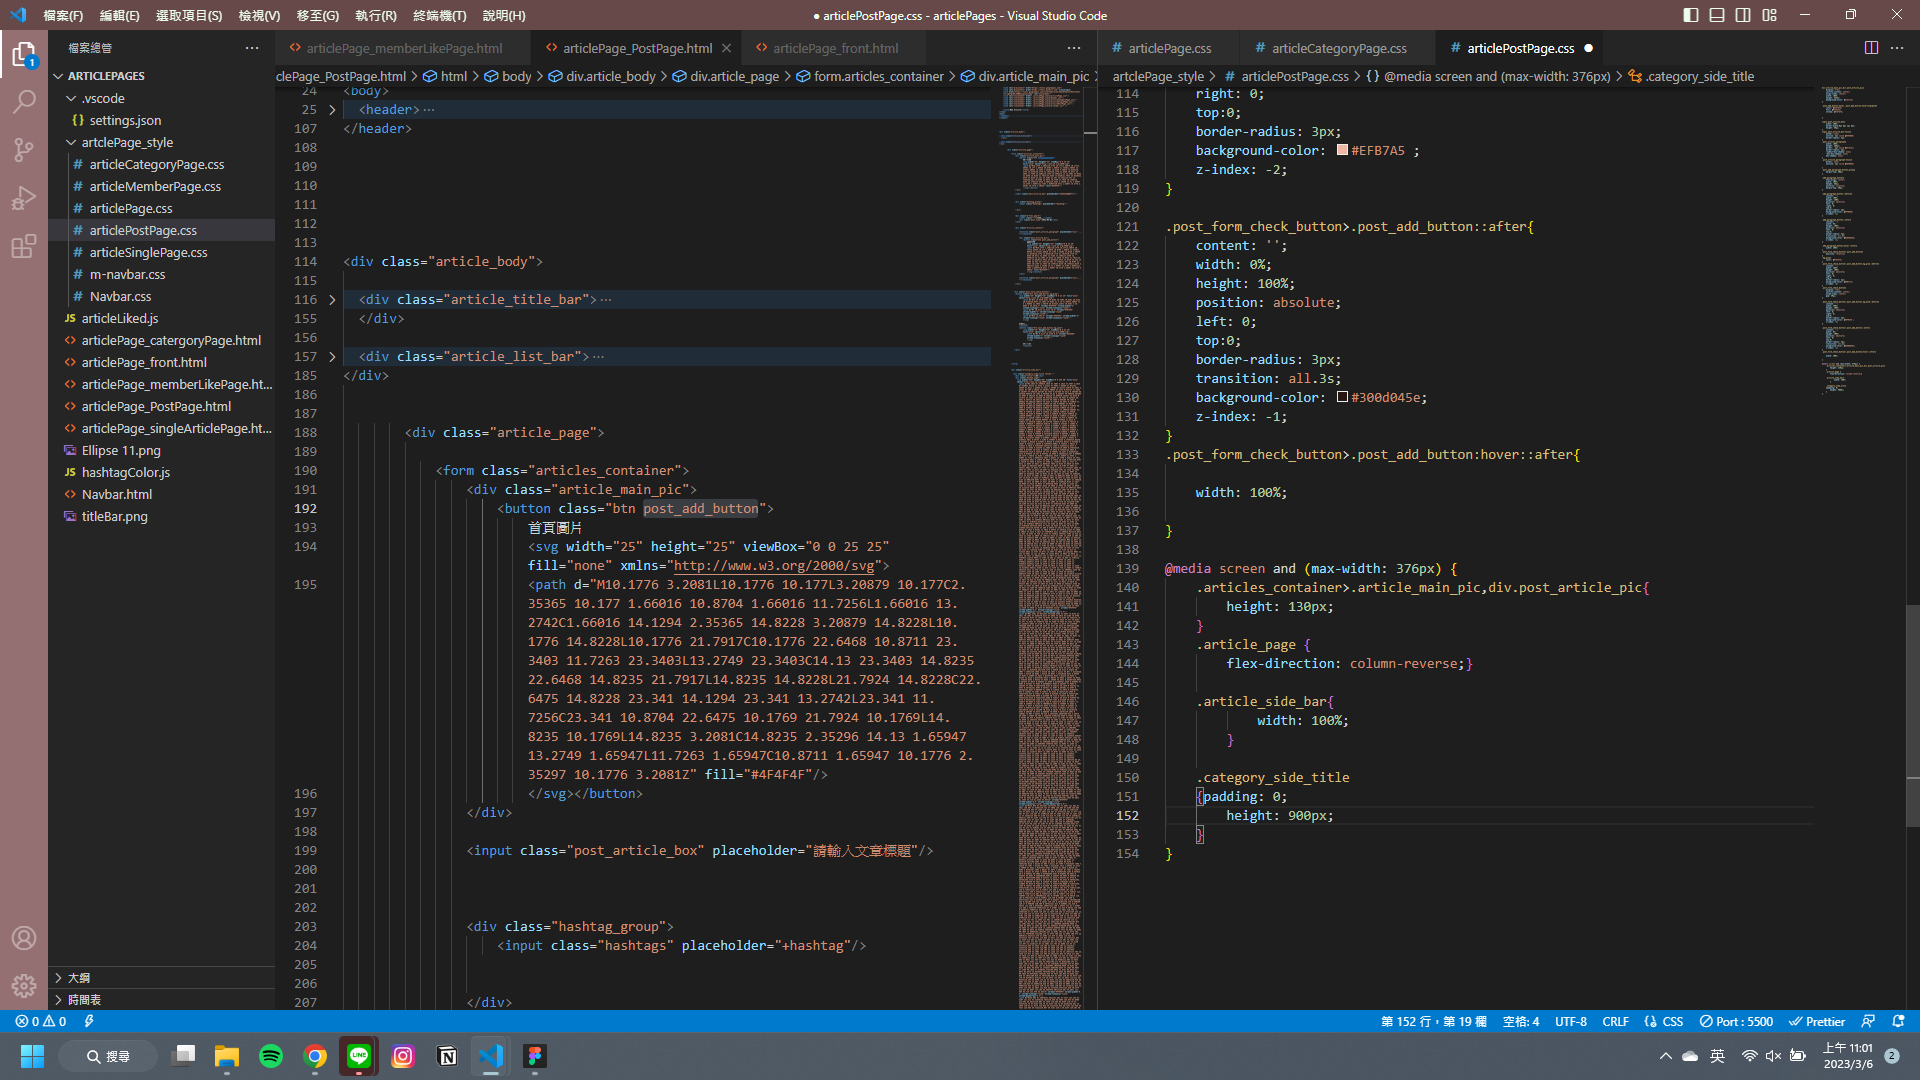 檔案(F) 編輯(E) 選取項目(S) 檢視(V) 移至(G) 執行(R) 終端機(T) 說明(H)
● articlePostPage.css - articlePages - Visual Studio Code
檔案總管
articlePage_memberLikePage.html articlePage_PostPage.html articlePage_front.html
articlePage.css articleCategoryPage.css articlePostPage.css
ARTICLEPAGES
.vscode
settings.json
artclePage_style
articleCategoryPage.css
articleMemberPage.css
articlePage.css
articlePostPage.css
articleSinglePage.css
m-navbar.css
Navbar.css
articleLiked.js
articlePage_catergoryPage.html
articlePage_front.html
articlePage_memberLikePage.ht...
articlePage_PostPage.html
articlePage_singleArticlePage.ht...
Ellipse 11.png
hashtagColor.js
Navbar.html
titleBar.png
大綱
時間表
clePage_PostPage.html > html > body > div.article_body > div.article_page > form.articles_container > div.article_main_pic >
24 <body>
25 <header>…
107 </header>
108
109
110
111
112
113
114 <div class="article_body">
115
116 <div class="article_title_bar">…
155 </div>
156
157 <div class="article_list_bar">…
185 </div>
186
187
188 <div class="article_page">
189
190 <form class="articles_container">
191 <div class="article_main_pic">
192 <button class="btn post_add_button">
193 首頁圖片
194 <svg width="25" height="25" viewBox="0 0 25 25"
fill="none" xmlns="http://www.w3.org/2000/svg">
195 <path d="M10.1776 3.2081L10.1776 10.177L3.20879 10.177C2.
35365 10.177 1.66016 10.8704 1.66016 11.7256L1.66016 13.
2742C1.66016 14.1294 2.35365 14.8228 3.20879 14.8228L10.
1776 14.8228L10.1776 21.7917C10.1776 22.6468 10.8711 23.
3403 11.7263 23.3403L13.2749 23.3403C14.13 23.3403 14.8235
22.6468 14.8235 21.7917L14.8235 14.8228L21.7924 14.8228C22.
6475 14.8228 23.341 14.1294 23.341 13.2742L23.341 11.
7256C23.341 10.8704 22.6475 10.1769 21.7924 10.1769L14.
8235 10.1769L14.8235 3.2081C14.8235 2.35296 14.13 1.65947
13.2749 1.65947L11.7263 1.65947C10.8711 1.65947 10.1776 2.
35297 10.1776 3.2081Z" fill="#4F4F4F"/>
196 </svg></button>
197 </div>
198
199 <input class="post_article_box" placeholder="請輸入文章標題"/>
200
201
202
203 <div class="hashtag_group">
204 <input class="hashtags" placeholder="+hashtag"/>
205
206
207 </div>
artclePage_style > articlePostPage.css > {} @media screen and (max-width: 376px) > .category_side_title
114 right: 0;
115 top:0;
116 border-radius: 3px;
117 background-color: #EFB7A5 ;
118 z-index: -2;
119 }
120
121 .post_form_check_button>.post_add_button::after{
122 content: '';
123 width: 0%;
124 height: 100%;
125 position: absolute;
126 left: 0;
127 top:0;
128 border-radius: 3px;
129 transition: all.3s;
130 background-color: #300d045e;
131 z-index: -1;
132 }
133 .post_form_check_button>.post_add_button:hover::after{
134
135 width: 100%;
136
137 }
138
139 @media screen and (max-width: 376px) {
140 .articles_container>.article_main_pic,div.post_article_pic{
141 height: 130px;
142 }
143 .article_page {
144 flex-direction: column-reverse;}
145
146 .article_side_bar{
147 width: 100%;
148 }
149
150 .category_side_title
151 {padding: 0;
152 height: 900px;
153 }
154 }
0 0
第 152 行，第 19 欄 空格: 4 UTF-8 CRLF CSS Port : 5500 Prettier
搜尋
英
上午 11:01
2023/3/6
2